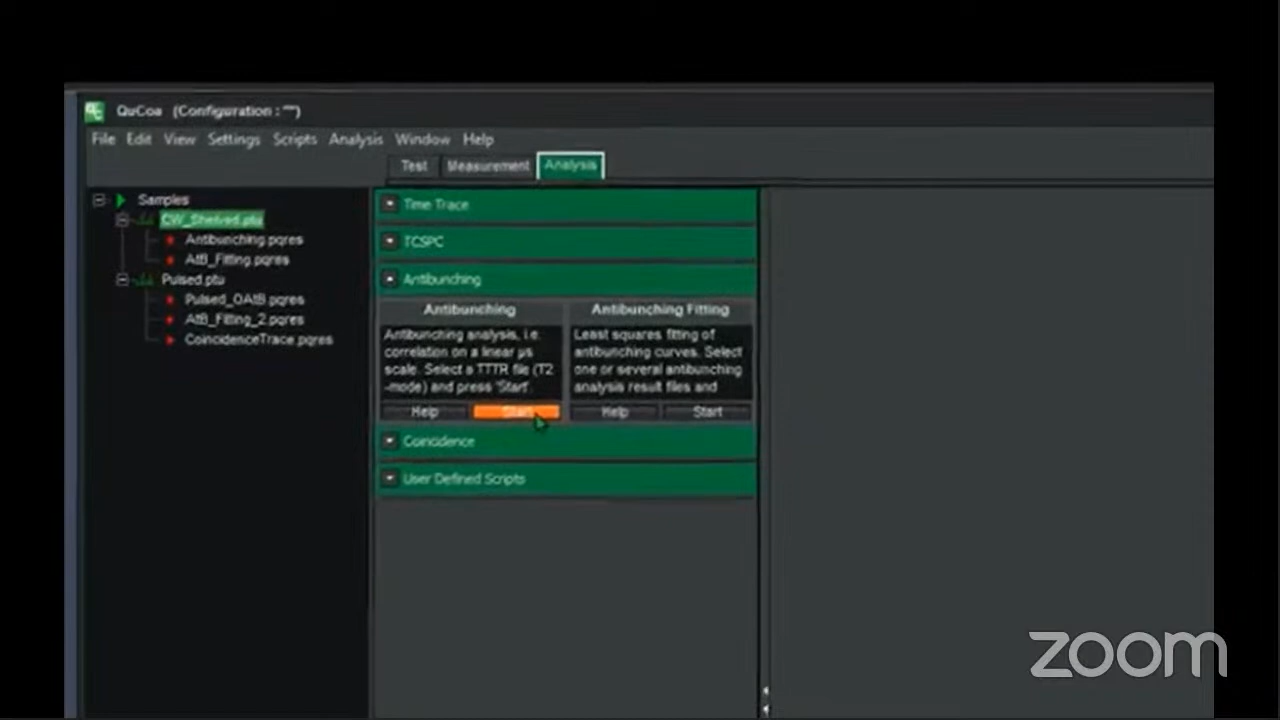 QuCoa (Configuration : "")
File Edit View Settings Scripts Analysis Window Help
Test Measurement Analysis
Samples
CW_Shelved.ptu
Antibunching.pqres
AtB_Fitting.pqres
Pulsed.ptu
Pulsed_OAtB.pqres
AtB_Fitting_2.pqres
CoincidenceTrace.pqres
Time Trace
TCSPC
Antibunching
Antibunching
Antibunching analysis, i.e.
correlation on a linear µs
scale. Select a TTTR file (T2
-mode) and press 'Start'.
Help Start
Antibunching Fitting
Least squares fitting of
antibunching curves. Select
one or several antibunching
analysis result files and
Help Start
Coincidence
User Defined Scripts
zoom